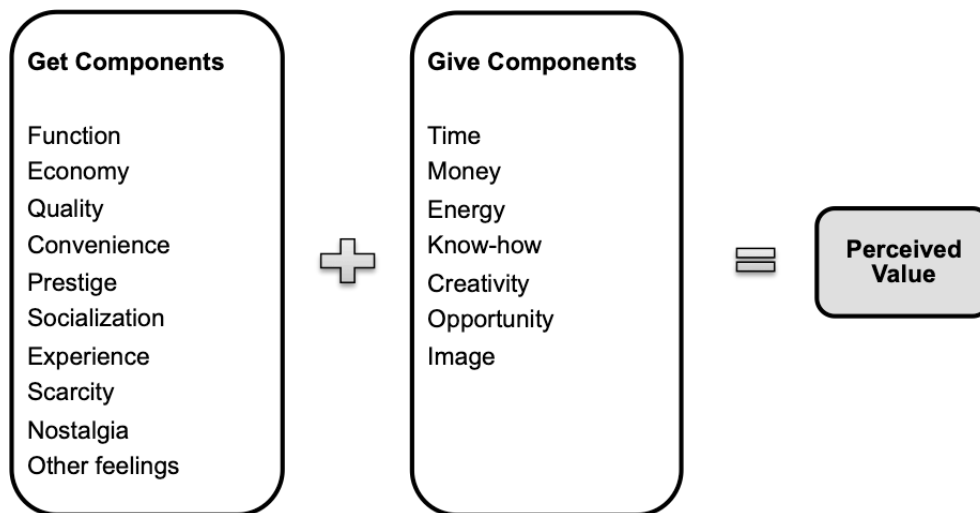 Get Components
Function
Economy
Quality
Convenience
Prestige
Socialization
Experience
Scarcity
Nostalgia
Other feelings
Give Components
Time
Money
Energy
Know-how
Creativity
Opportunity
Image
Perceived
Value